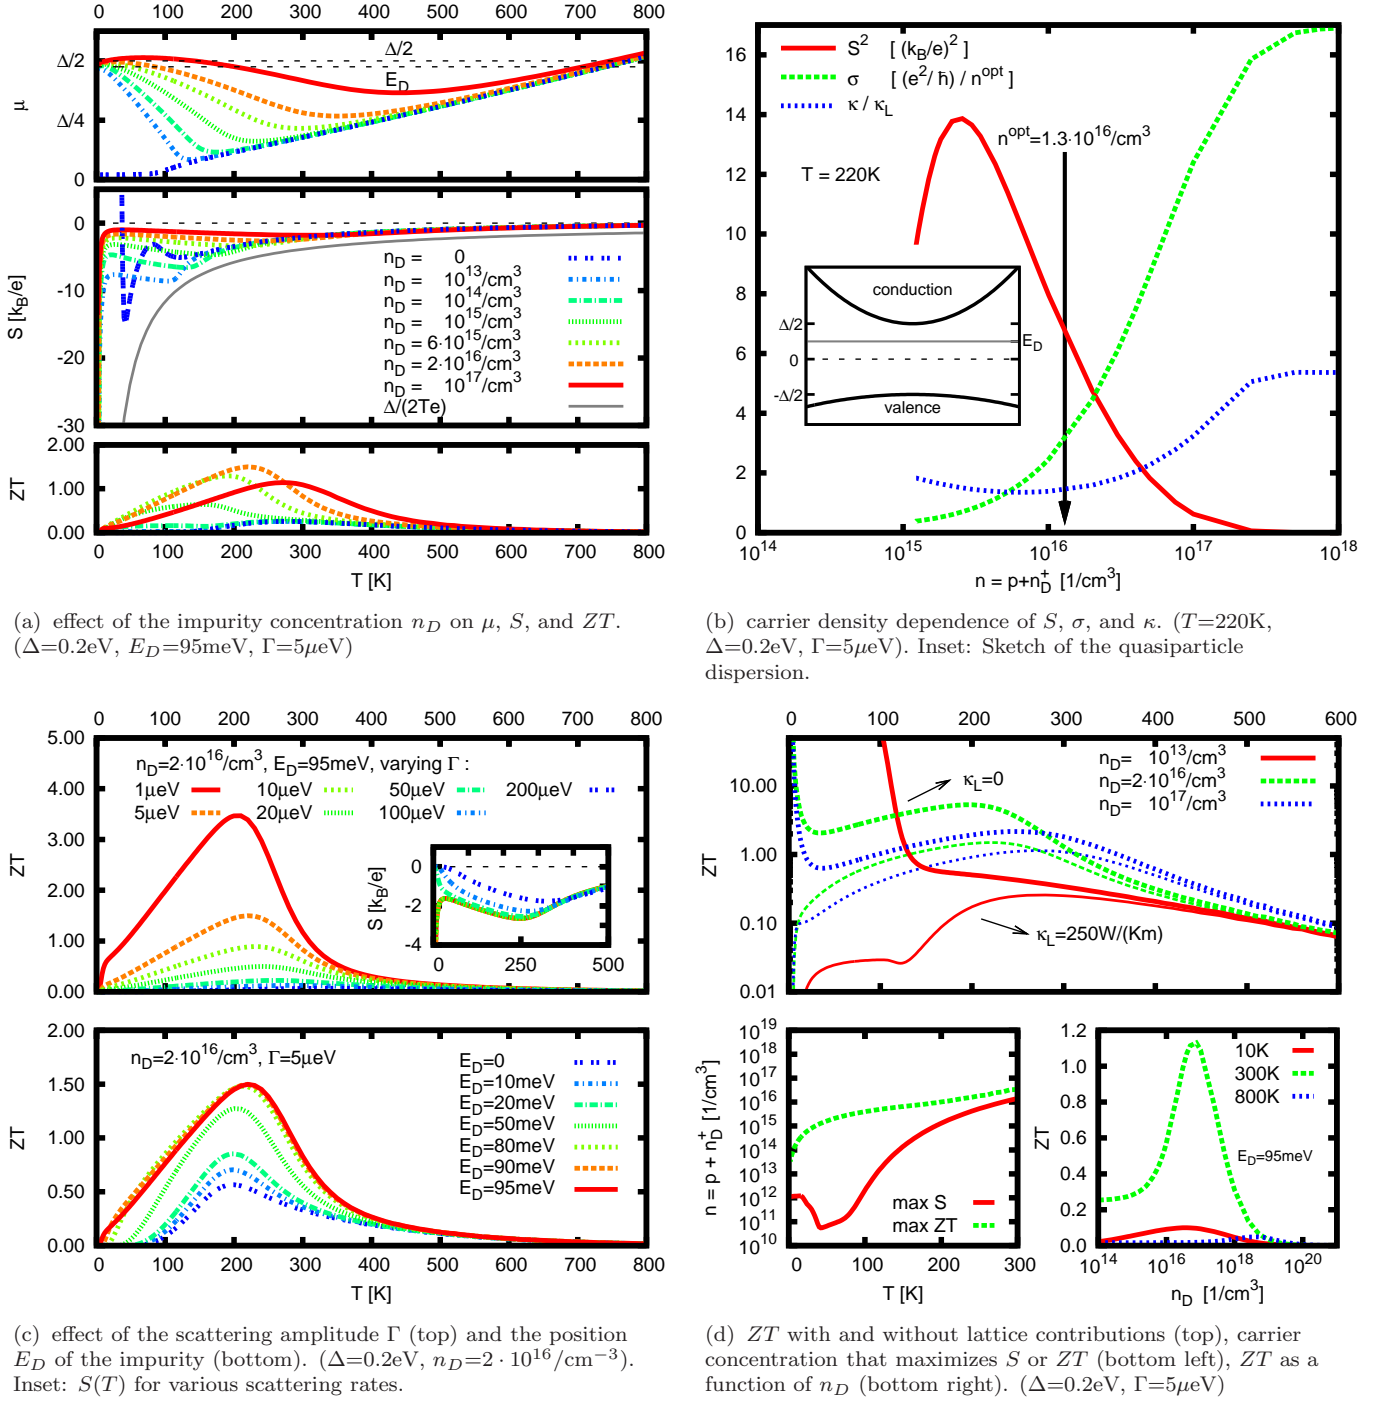 0 100 200 300 400 500 600 700 800
Δ/2
Δ/4
0
μ
Δ/2
E_D
0
-10
-20
-30
S [k_B/e]
n_D = 0
n_D = 10^13/cm^3
n_D = 10^14/cm^3
n_D = 10^15/cm^3
n_D = 6·10^15/cm^3
n_D = 2·10^16/cm^3
n_D = 10^17/cm^3
Δ/(2Te)
2.00
1.00
0.00
ZT
0 100 200 300 400 500 600 700 800
T [K]
(a) effect of the impurity concentration n_D on μ, S, and ZT.
(Δ=0.2eV, E_D=95meV, Γ=5μeV)
16
14
12
10
8
6
4
2
0
S^2 [ (k_B/e)^2 ]
σ [ (e^2/ ħ) / n^opt ]
κ / κ_L
n^opt=1.3·10^16/cm^3
T = 220K
conduction
Δ/2
E_D
0
-Δ/2
valence
10^14 10^15 10^16 10^17 10^18
n = p+n_D^+ [1/cm^3]
(b) carrier density dependence of S, σ, and κ. (T=220K,
Δ=0.2eV, Γ=5μeV). Inset: Sketch of the quasiparticle
dispersion.
0 100 200 300 400 500 600 700 800
5.00
4.00
3.00
2.00
1.00
0.00
ZT
n_D=2·10^16/cm^3, E_D=95meV, varying Γ :
1μeV 10μeV 50μeV 200μeV
5μeV 20μeV 100μeV
0
-2
-4
S [k_B/e]
0 250 500
2.00
1.50
1.00
0.50
0.00
ZT
n_D=2·10^16/cm^3, Γ=5μeV
E_D=0
E_D=10meV
E_D=20meV
E_D=50meV
E_D=80meV
E_D=90meV
E_D=95meV
0 100 200 300 400 500 600 700 800
T [K]
(c) effect of the scattering amplitude Γ (top) and the position
E_D of the impurity (bottom). (Δ=0.2eV, n_D=2 · 10^16/cm^−3).
Inset: S(T) for various scattering rates.
0 100 200 300 400 500 600
10.00
1.00
0.10
0.01
ZT
n_D= 10^13/cm^3
n_D=2·10^16/cm^3
n_D= 10^17/cm^3
κ_L=0
κ_L=250W/(Km)
10^19
10^18
10^17
10^16
10^15
10^14
10^13
10^12
10^11
10^10
n = p + n_D^+ [1/cm^3]
max S
max ZT
0 100 200 300
T [K]
1.2
1.0
0.8
0.6
0.4
0.2
0.0
ZT
10K
300K
800K
E_D=95meV
10^14 10^16 10^18 10^20
n_D [1/cm^3]
(d) ZT with and without lattice contributions (top), carrier
concentration that maximizes S or ZT (bottom left), ZT as a
function of n_D (bottom right). (Δ=0.2eV, Γ=5μeV)